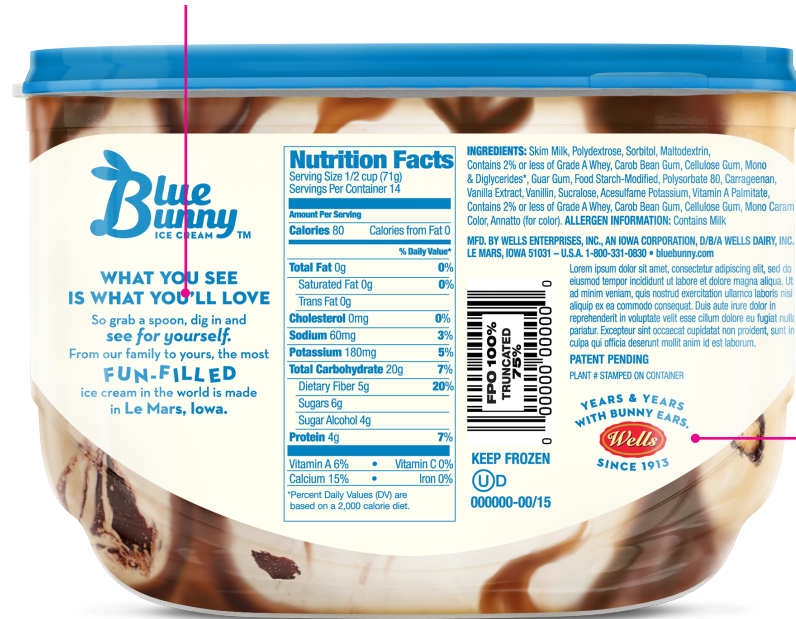 Blue
Bunny
ICE CREAM ™
WHAT YOU SEE
IS WHAT YOU'LL LOVE
So grab a spoon, dig in and
see for yourself.
From our family to yours, the most
FUN-FILLED
ice cream in the world is made
in Le Mars, Iowa.
Nutrition Facts
Serving Size 1/2 cup (71g)
Servings Per Container 14
Amount Per Serving
Calories 80 Calories from Fat 0
% Daily Value*
Total Fat 0g 0%
Saturated Fat 0g 0%
Trans Fat 0g
Cholesterol 0mg 0%
Sodium 60mg 3%
Potassium 180mg 5%
Total Carbohydrate 20g 7%
Dietary Fiber 5g 20%
Sugars 6g
Sugar Alcohol 4g
Protein 4g 7%
Vitamin A 6% • Vitamin C 0%
Calcium 15% • Iron 0%
*Percent Daily Values (DV) are
based on a 2,000 calorie diet.
INGREDIENTS: Skim Milk, Polydextrose, Sorbitol, Maltodextrin,
Contains 2% or less of Grade A Whey, Carob Bean Gum, Cellulose Gum, Mono
& Diglycerides*, Guar Gum, Food Starch-Modified, Polysorbate 80, Carrageenan,
Vanilla Extract, Vanillin, Sucralose, Acesulfame Potassium, Vitamin A Palmitate,
Contains 2% or less of Grade A Whey, Carob Bean Gum, Cellulose Gum, Mono Caram
Color, Annatto (for color). ALLERGEN INFORMATION: Contains Milk
MFD. BY WELLS ENTERPRISES, INC., AN IOWA CORPORATION, D/B/A WELLS DAIRY, INC.
LE MARS, IOWA 51031 – U.S.A. 1-800-331-0830 • bluebunny.com
Lorem ipsum dolor sit amet, consectetur adipiscing elit, sed do
eiusmod tempor incididunt ut labore et dolore magna aliqua. Ut
ad minim veniam, quis nostrud exercitation ullamco laboris nisi
aliquip ex ea commodo consequat. Duis aute irure dolor in
reprehenderit in voluptate velit esse cillum dolore eu fugiat nulla
pariatur. Excepteur sint occaecat cupidatat non proident, sunt in
culpa qui officia deserunt mollit anim id est laborum.
PATENT PENDING
PLANT # STAMPED ON CONTAINER
FPO 100%
TRUNCATED
75%
0 00000 00000 0
KEEP FROZEN
U D
000000-00/15
YEARS & YEARS
WITH BUNNY EARS.
Wells
SINCE 1913